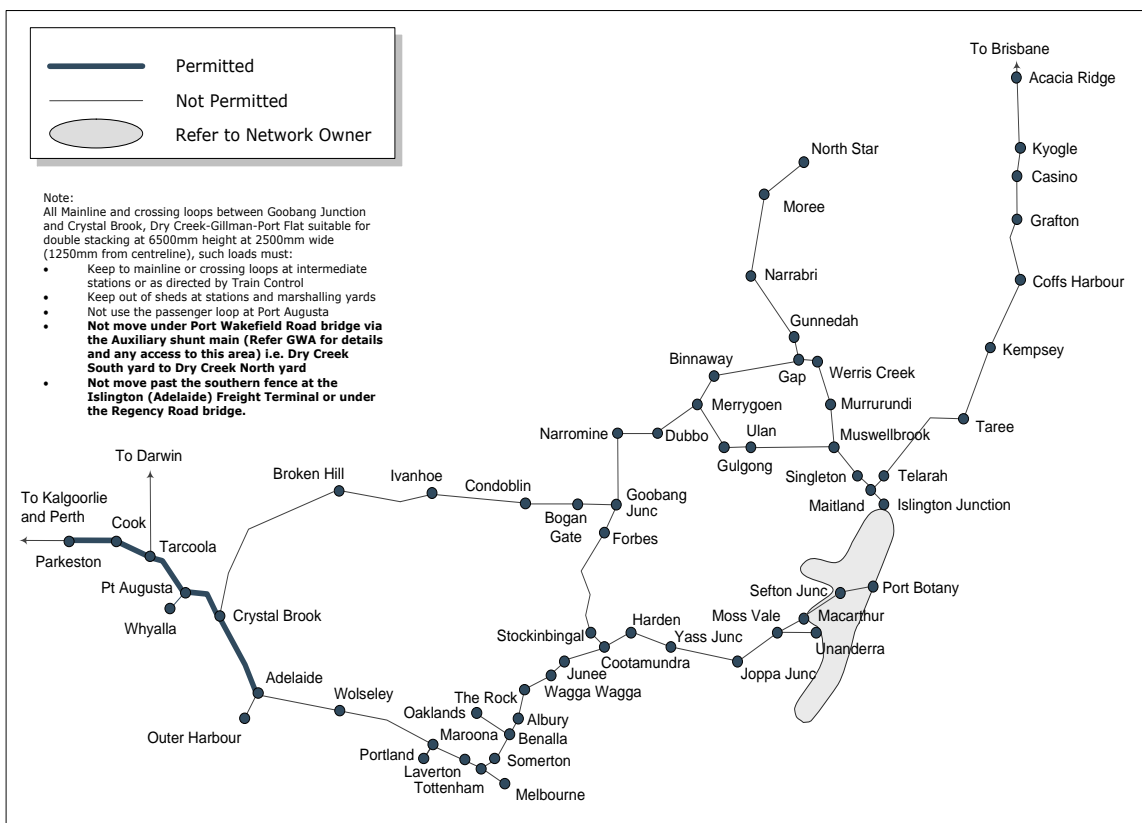 Permitted
Not Permitted
Refer to Network Owner
Note:
All Mainline and crossing loops between Goobang Junction
and Crystal Brook, Dry Creek-Gillman-Port Flat suitable for
double stacking at 6500mm height at 2500mm wide
(1250mm from centreline), such loads must:
• Keep to mainline or crossing loops at intermediate
stations or as directed by Train Control
• Keep out of sheds at stations and marshalling yards
• Not use the passenger loop at Port Augusta
• Not move under Port Wakefield Road bridge via
the Auxiliary shunt main (Refer GWA for details
and any access to this area) i.e. Dry Creek
South yard to Dry Creek North yard
• Not move past the southern fence at the
Islington (Adelaide) Freight Terminal or under
the Regency Road bridge.
To Brisbane
Acacia Ridge
Kyogle
Casino
Grafton
Coffs Harbour
Kempsey
Taree
Telarah
North Star
Moree
Narrabri
Gunnedah
Binnaway
Gap
Werris Creek
Merrygoen
Murrurundi
Narromine
Dubbo
Ulan
Gulgong
Muswellbrook
Singleton
Maitland
Islington Junction
To Darwin
Broken Hill
Ivanhoe
Condoblin
Bogan
Gate
Goobang
Junc
Forbes
To Kalgoorlie
and Perth
Cook
Parkeston
Tarcoola
Pt Augusta
Whyalla
Crystal Brook
Sefton Junc
Port Botany
Moss Vale
Macarthur
Unanderra
Harden
Yass Junc
Joppa Junc
Stockinbingal
Cootamundra
Junee
Wagga Wagga
The Rock
Oaklands
Albury
Benalla
Somerton
Adelaide
Outer Harbour
Wolseley
Maroona
Portland
Laverton
Tottenham
Melbourne